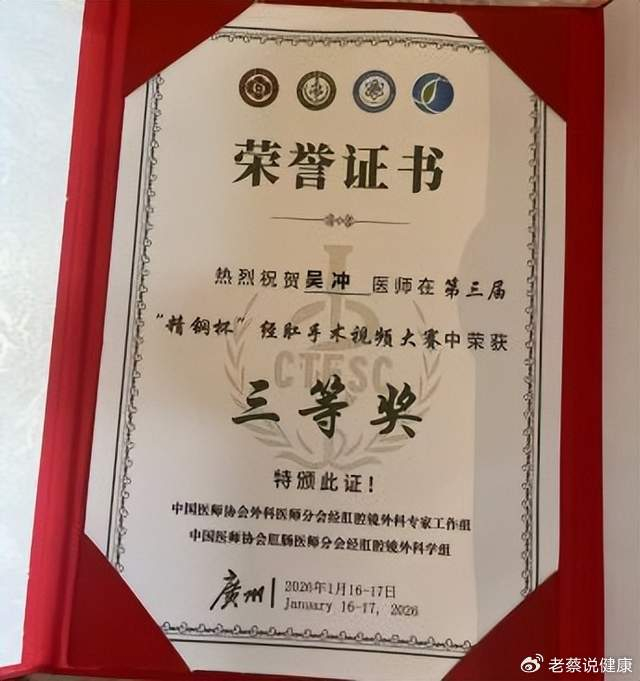 荣誉证书
热烈祝贺吴冲 医师在第三届
“精钢杯”经肛手术视频大赛中荣获
CTESC
三等奖
特颁此证！
中国医师协会外科医师分会经肛腔镜外科专家工作组
中国医师协会肛肠医师分会经肛腔镜外科学组
廣州
2026年1月16-17日
January 16-17, 2026
老蔡说健康